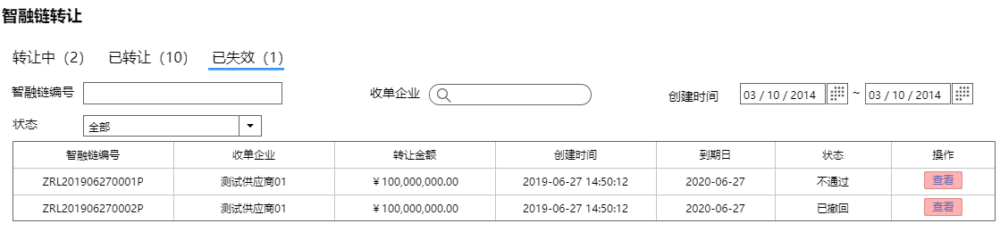 智融链转让
转让中（2） 已转让（10） 已失效（1）
智融链编号 收单企业 创建时间 03 / 10 / 2014 ~ 03 / 10 / 2014
状态 全部
智融链编号 收单企业 转让金额 创建时间 到期日 状态 操作
ZRL201906270001P 测试供应商01 ￥100,000,000.00 2019-06-27 14:50:12 2020-06-27 不通过 查看
ZRL201906270002P 测试供应商01 ￥100,000,000.00 2019-06-27 14:50:12 2020-06-27 已撤回 查看